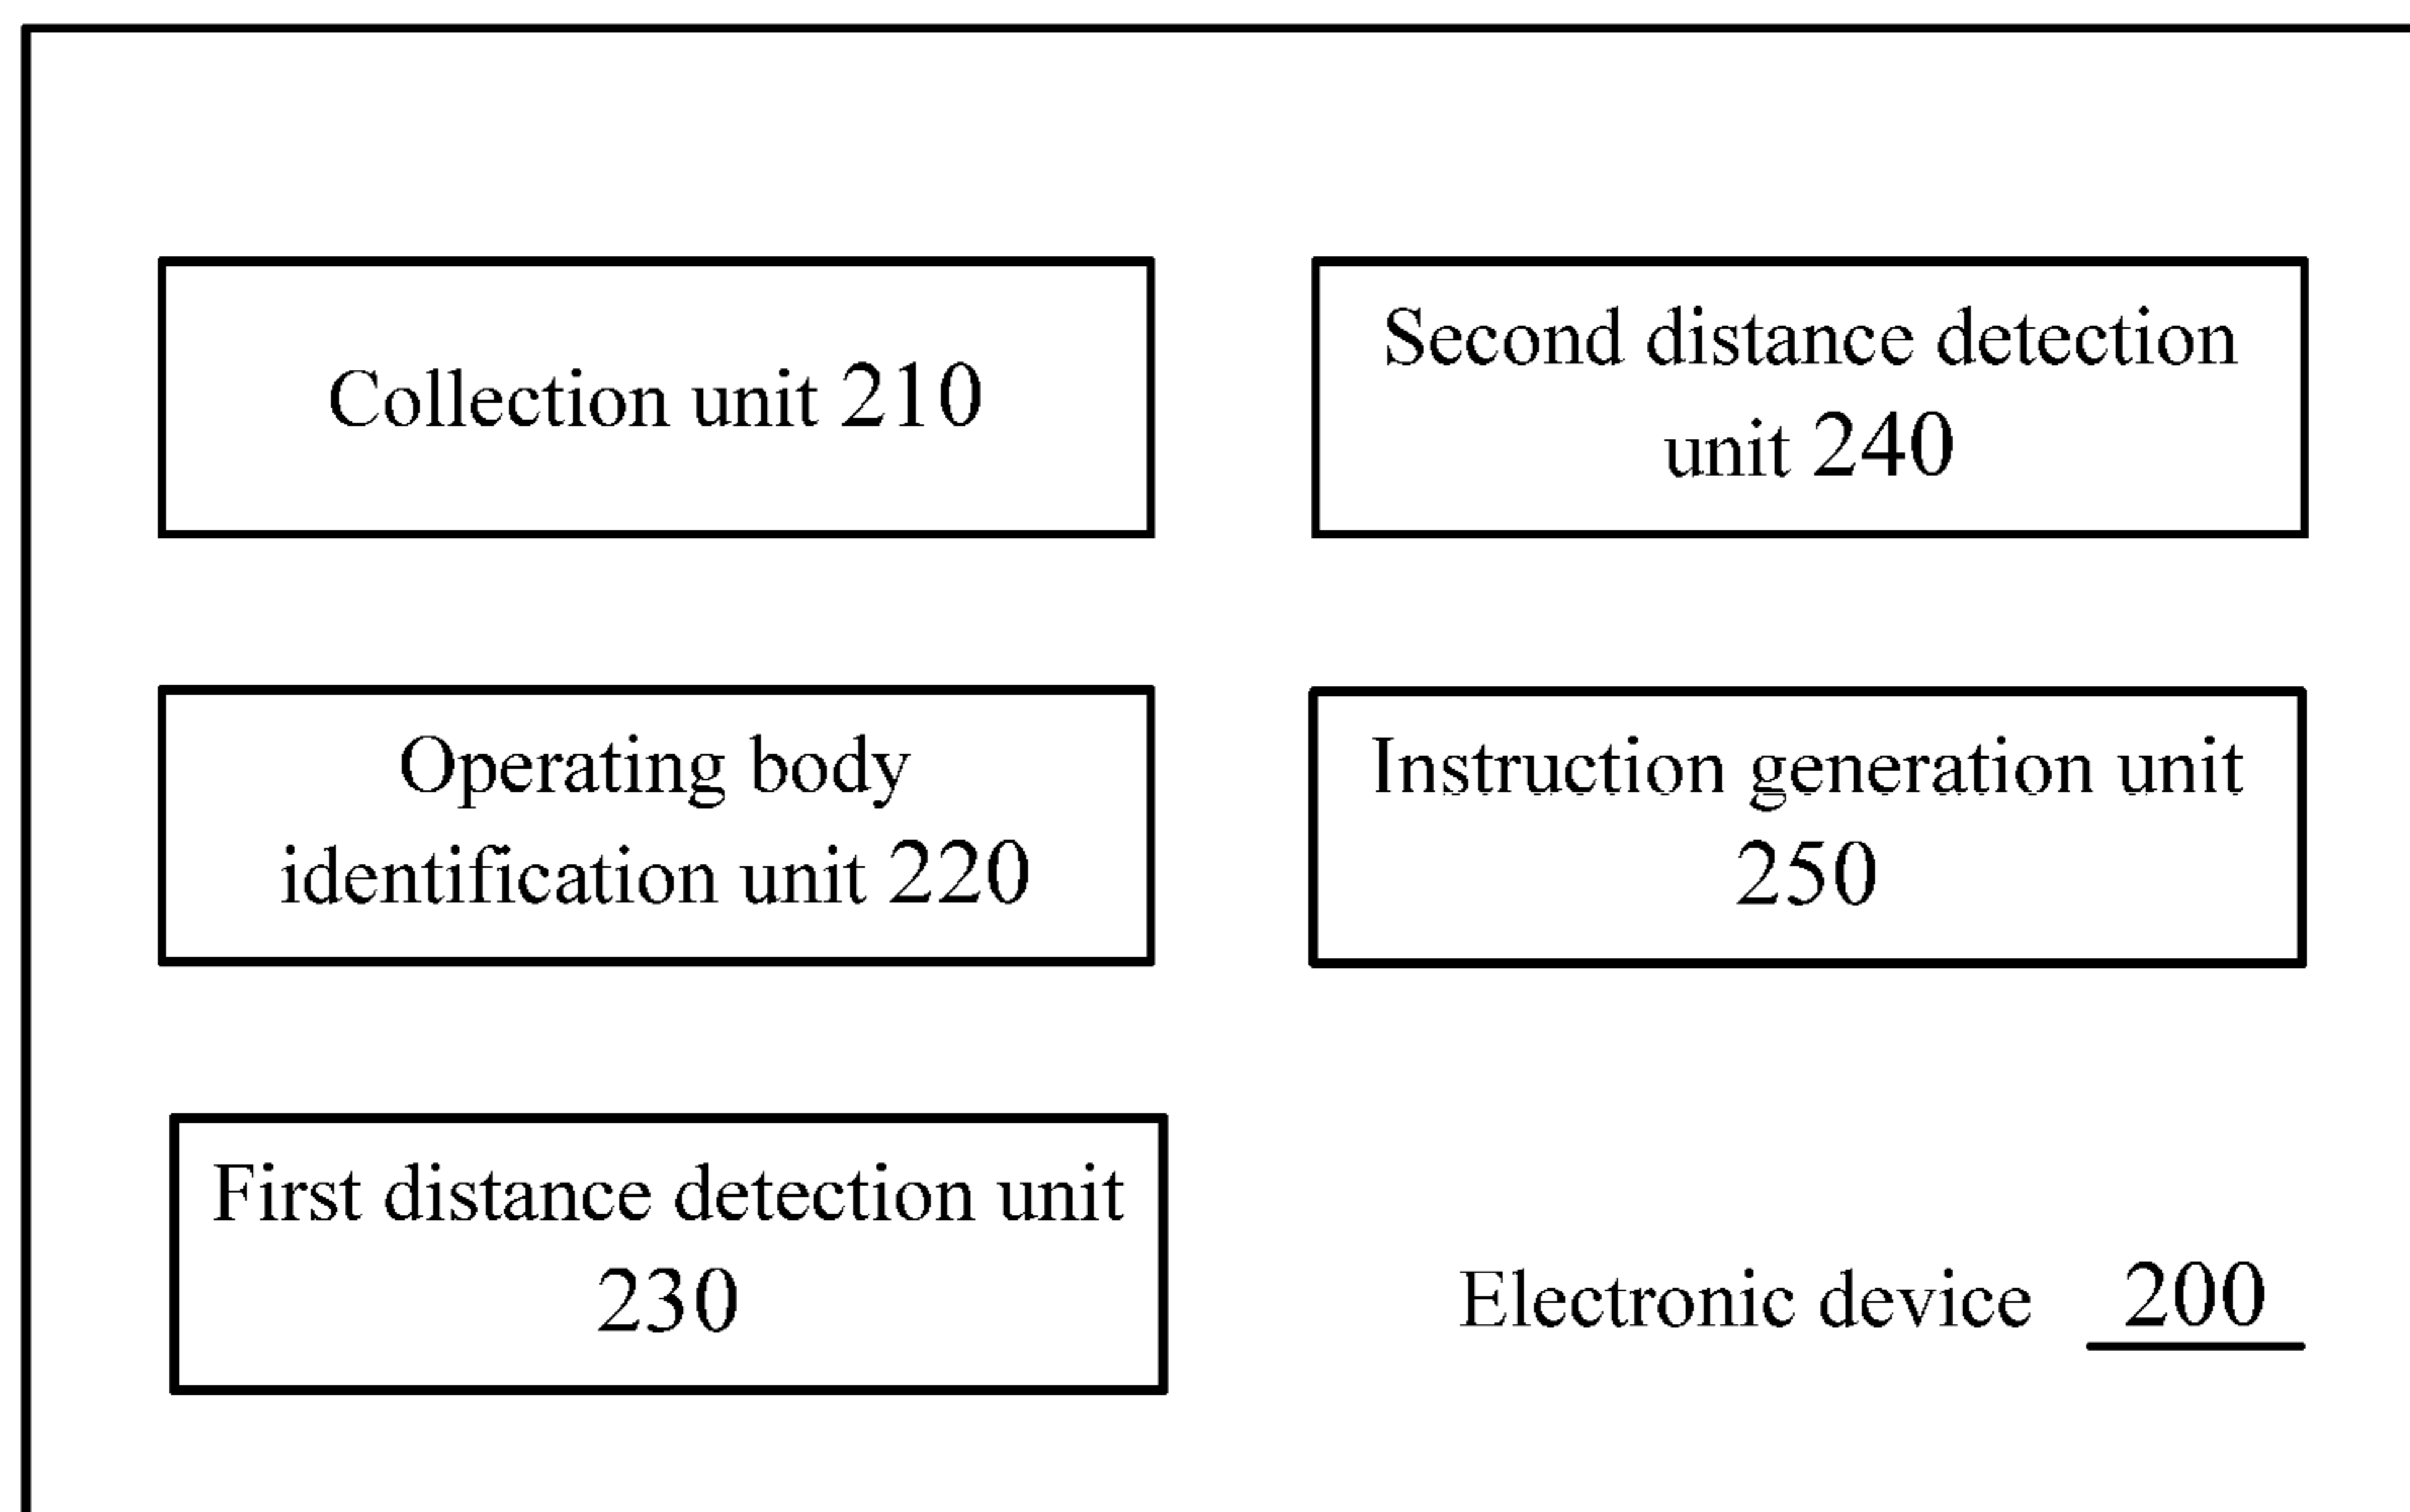 Collection unit 210
Second distance detection
unit 240
Operating body
identification unit 220
Instruction generation unit
250
First distance detection unit
230
Electronic device 200